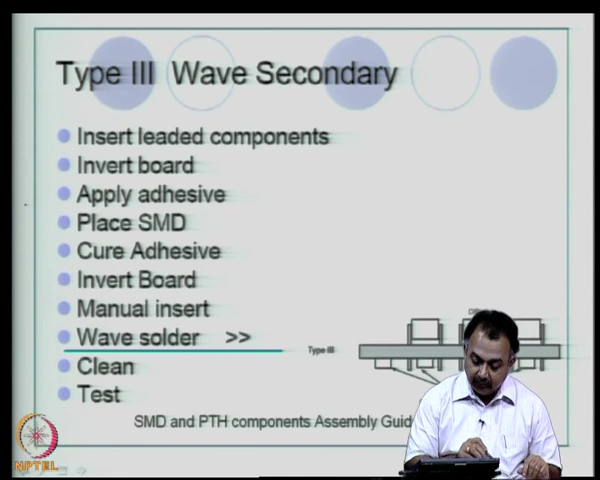 Type III Wave Secondary
Insert leaded components
Invert board
Apply adhesive
Place SMD
Cure Adhesive
Invert Board
Manual insert
Wave solder >>
Type III
Clean
Test
SMD and PTH components Assembly
NPTEL